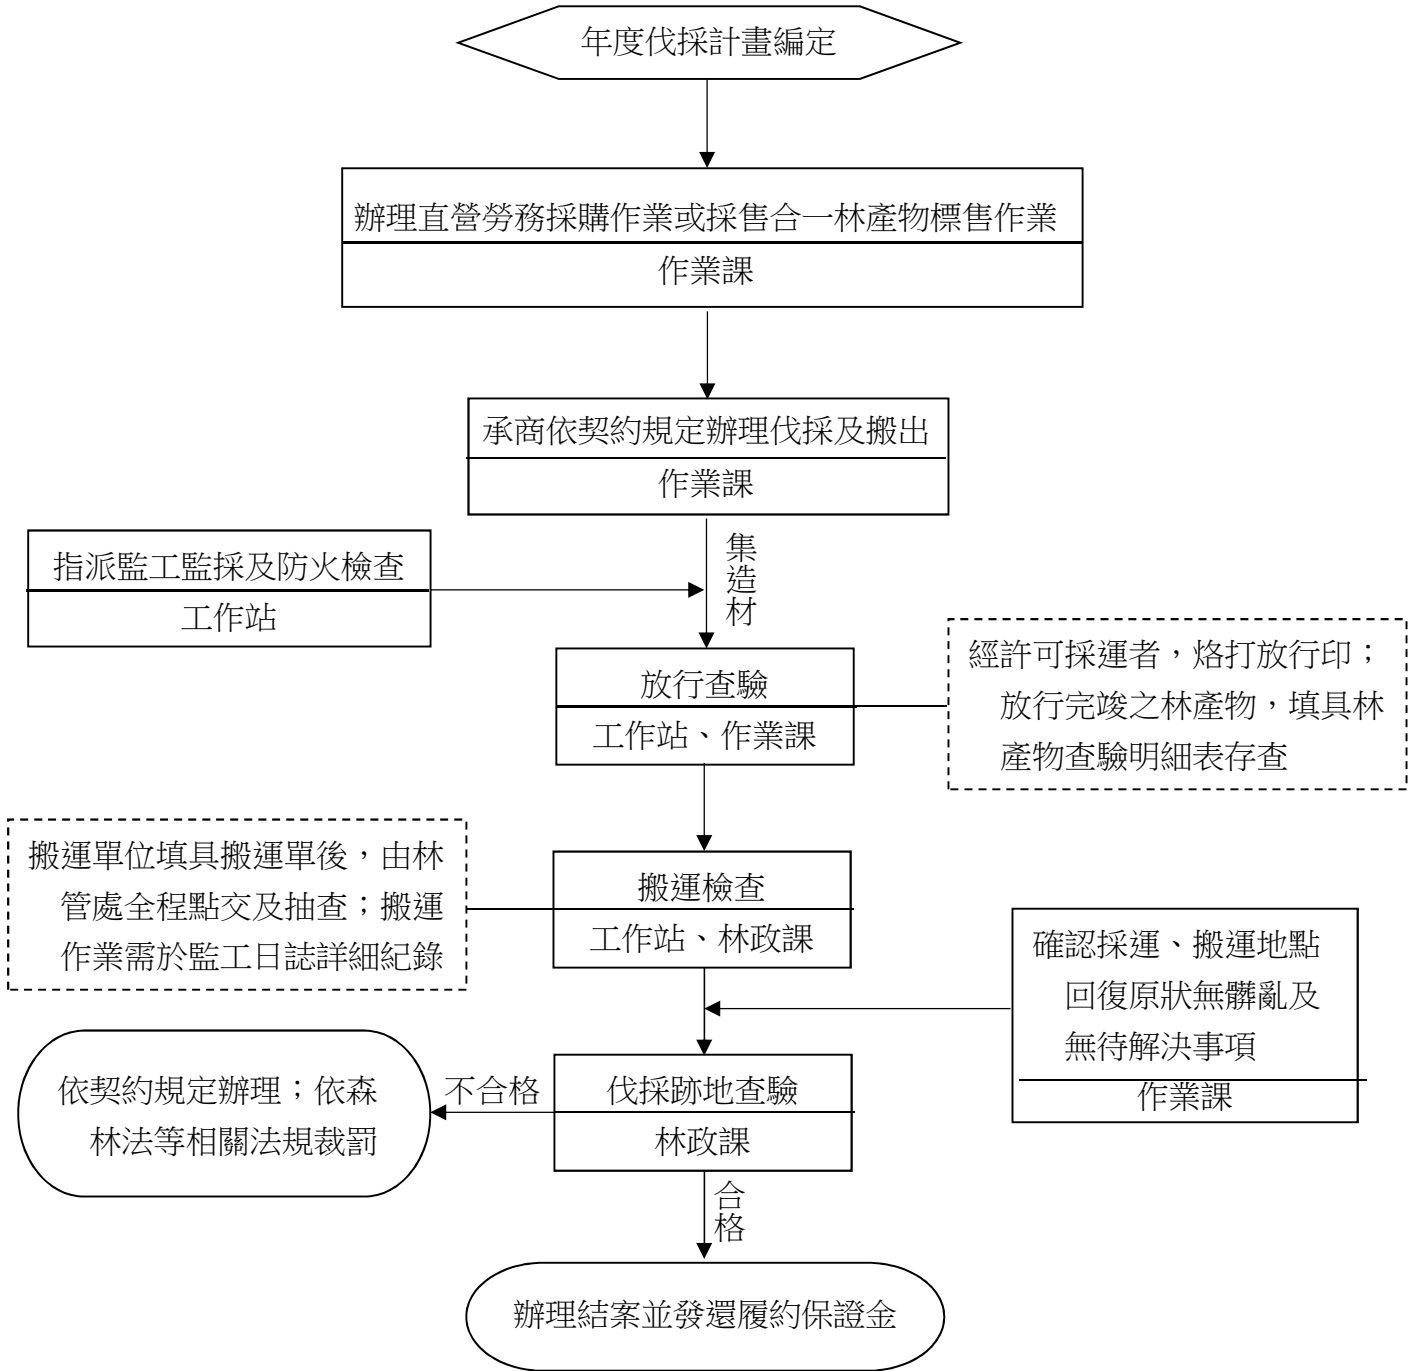 年度伐採計畫編定
辦理直營勞務採購作業或採售合一林產物標售作業
作業課
承商依契約規定辦理伐採及搬出
作業課
集造材
指派監工監採及防火檢查
工作站
放行查驗
工作站、作業課
經許可採運者，烙打放行印；
放行完竣之林產物，填具林
產物查驗明細表存查
搬運單位填具搬運單後，由林
管處全程點交及抽查；搬運
作業需於監工日誌詳細紀錄
搬運檢查
工作站、林政課
確認採運、搬運地點
回復原狀無髒亂及
無待解決事項
作業課
依契約規定辦理；依森
林法等相關法規裁罰
不合格
伐採跡地查驗
林政課
合格
辦理結案並發還履約保證金